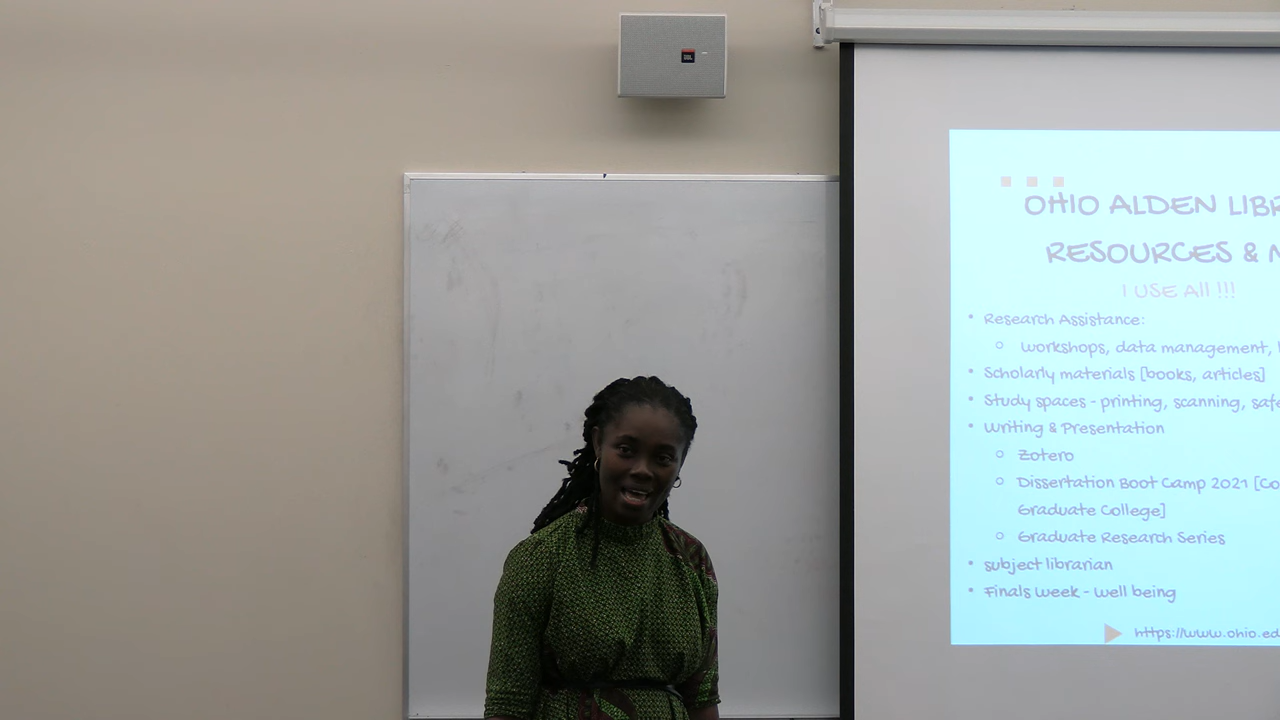 JBL
OHIO ALDEN LIBR
RESOURCES & N
I USE All !!!
• Research Assistance:
○ workshops, data management,
• Scholarly materials [books, articles]
• Study spaces - printing, scanning, safe
• Writing & Presentation
○ Zotero
○ Dissertation Boot Camp 2021 [Co
Graduate College]
○ Graduate Research Series
• subject librarian
• Finals week - well being
https://www.ohio.ed